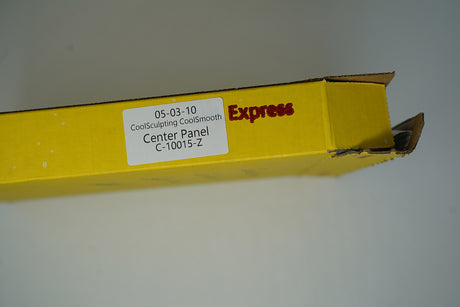 05-03-10
CoolSculpting CoolSmooth
Center Panel
C-10015-Z
Express